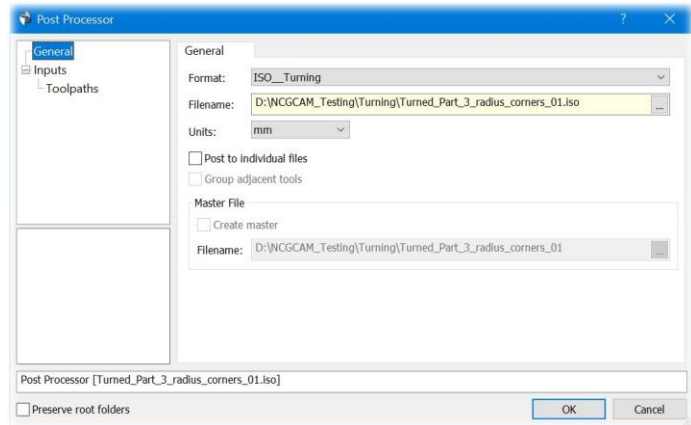 Post Processor
General
Inputs
Toolpaths
General
Format: ISO__Turning
Filename: D:\NCGCAM_Testing\Turning\Turned_Part_3_radius_corners_01.iso ...
Units: mm
Post to individual files
Group adjacent tools
Master File
Create master
Filename: D:\NCGCAM_Testing\Turning\Turned_Part_3_radius_corners_01 ...
Post Processor [Turned_Part_3_radius_corners_01.iso]
Preserve root folders
OK Cancel